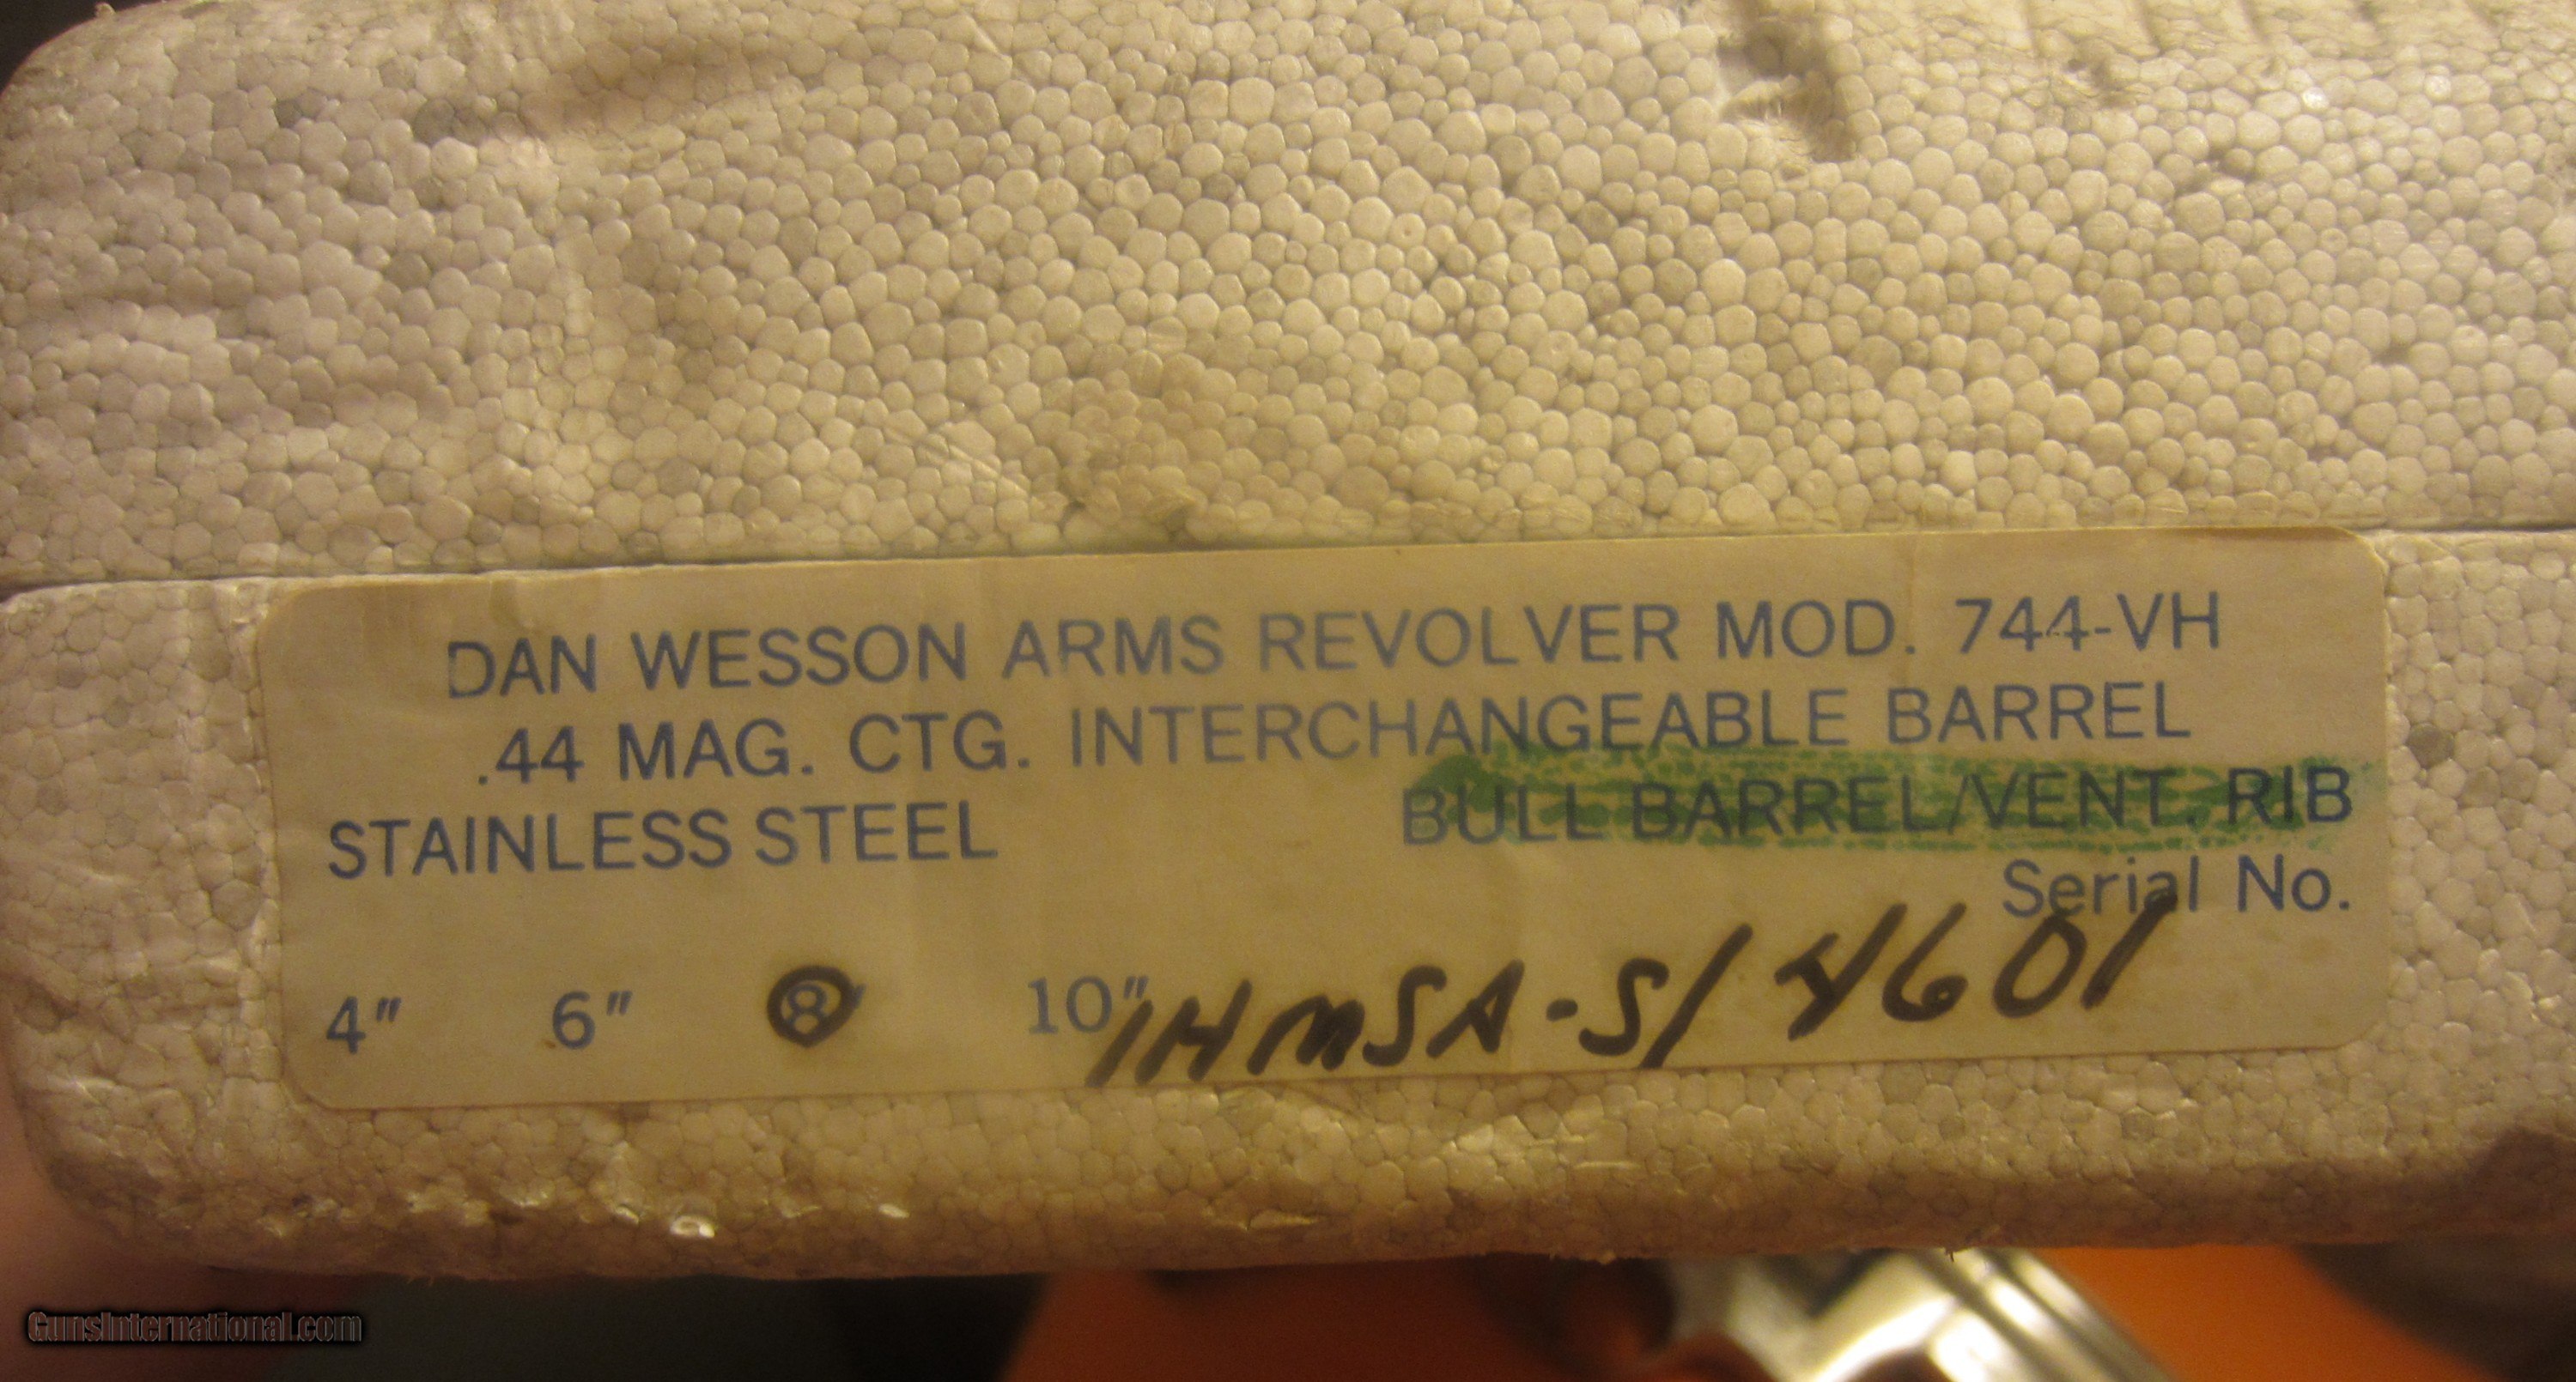 DAN WESSON ARMS REVOLVER MOD. 744-VH
.44 MAG. CTG. INTERCHANGEABLE BARREL
STAINLESS STEEL BULL BARREL/VENT. RIB
Serial No.
4" 6" 8" 10" IHMSA-S/4601
GunsInternational.com